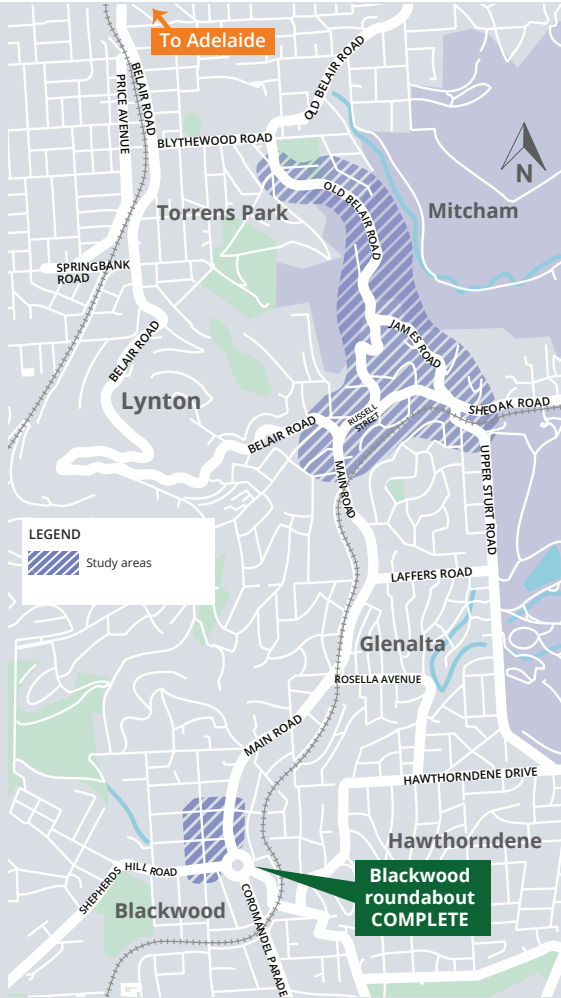 To Adelaide
OLD BELAIR ROAD
BELAIR ROAD
PRICE AVENUE
BLYTHEWOOD ROAD
N
OLD BELAIR ROAD
Torrens Park
Mitcham
SPRINGBANK
ROAD
BELAIR ROAD
JAMES ROAD
Lynton
SHEOAK ROAD
RUSSELL
STREET
BELAIR ROAD
MAIN ROAD
UPPER STURT ROAD
LEGEND
Study areas
LAFFERS ROAD
Glenalta
ROSELLA AVENUE
MAIN ROAD
HAWTHORNDENE DRIVE
Hawthorndene
SHEPHERDS HILL ROAD
Blackwood
roundabout
COMPLETE
Blackwood
COROMANDEL PARADE